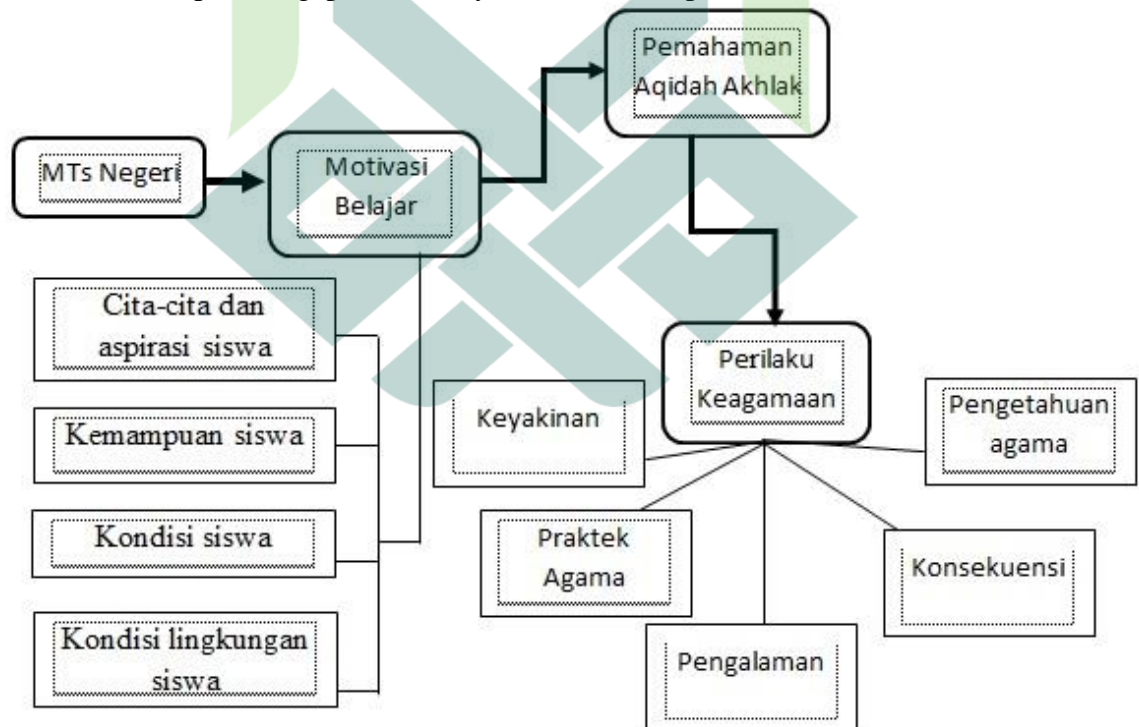 MTs Negeri
Motivasi
Belajar
Pemahaman
Aqidah Akhlak
Perilaku
Keagamaan
Cita-cita dan
aspirasi siswa
Kemampuan siswa
Kondisi siswa
Kondisi lingkungan
siswa
Keyakinan
Praktek
Agama
Pengalaman
Konsekuensi
Pengetahuan
agama